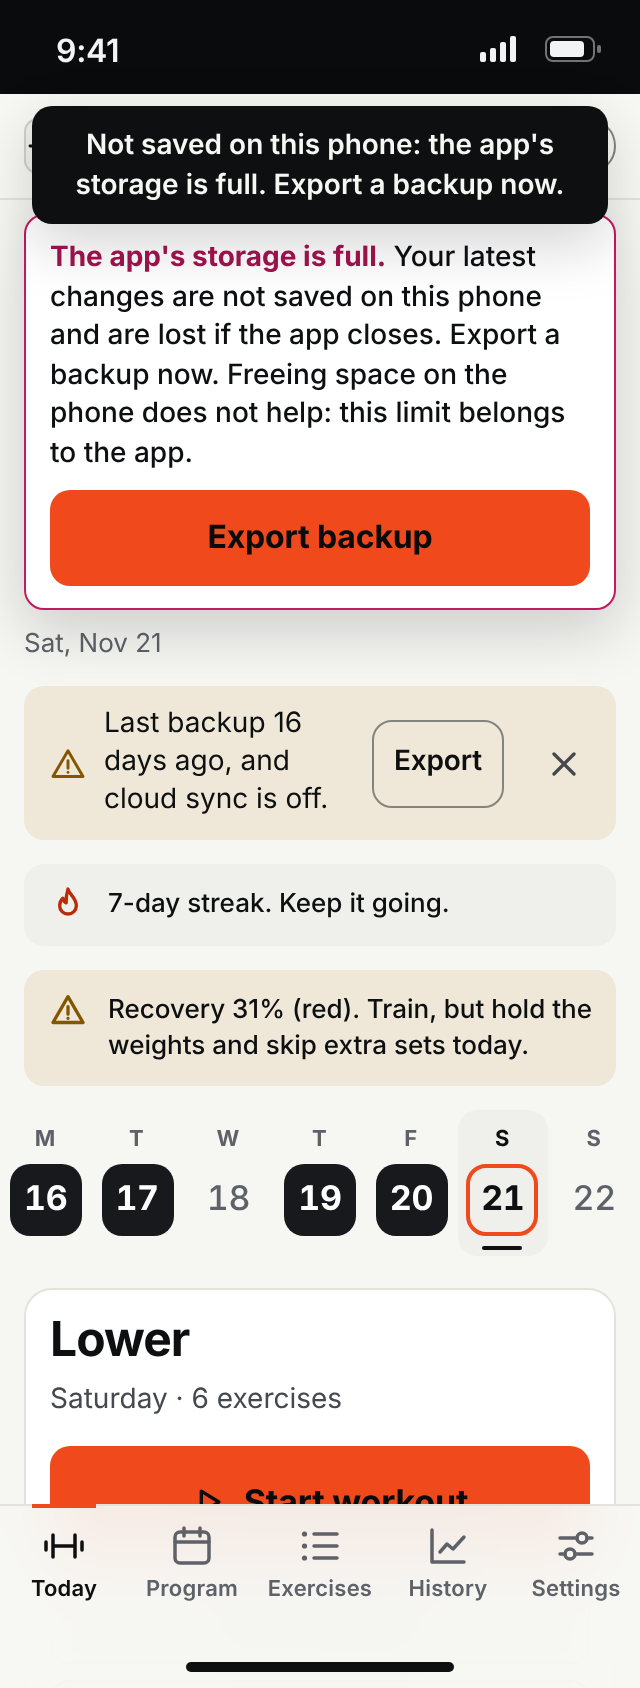 9:41
Not saved on this phone: the app's
storage is full. Export a backup now.
The app's storage is full. Your latest
changes are not saved on this phone
and are lost if the app closes. Export a
backup now. Freeing space on the
phone does not help: this limit belongs
to the app.
Export backup
Sat, Nov 21
Last backup 16
days ago, and
cloud sync is off.
Export
7-day streak. Keep it going.
Recovery 31% (red). Train, but hold the
weights and skip extra sets today.
M T W T F S S
16 17 18 19 20 21 22
Lower
Saturday · 6 exercises
Start workout
Today Program Exercises History Settings